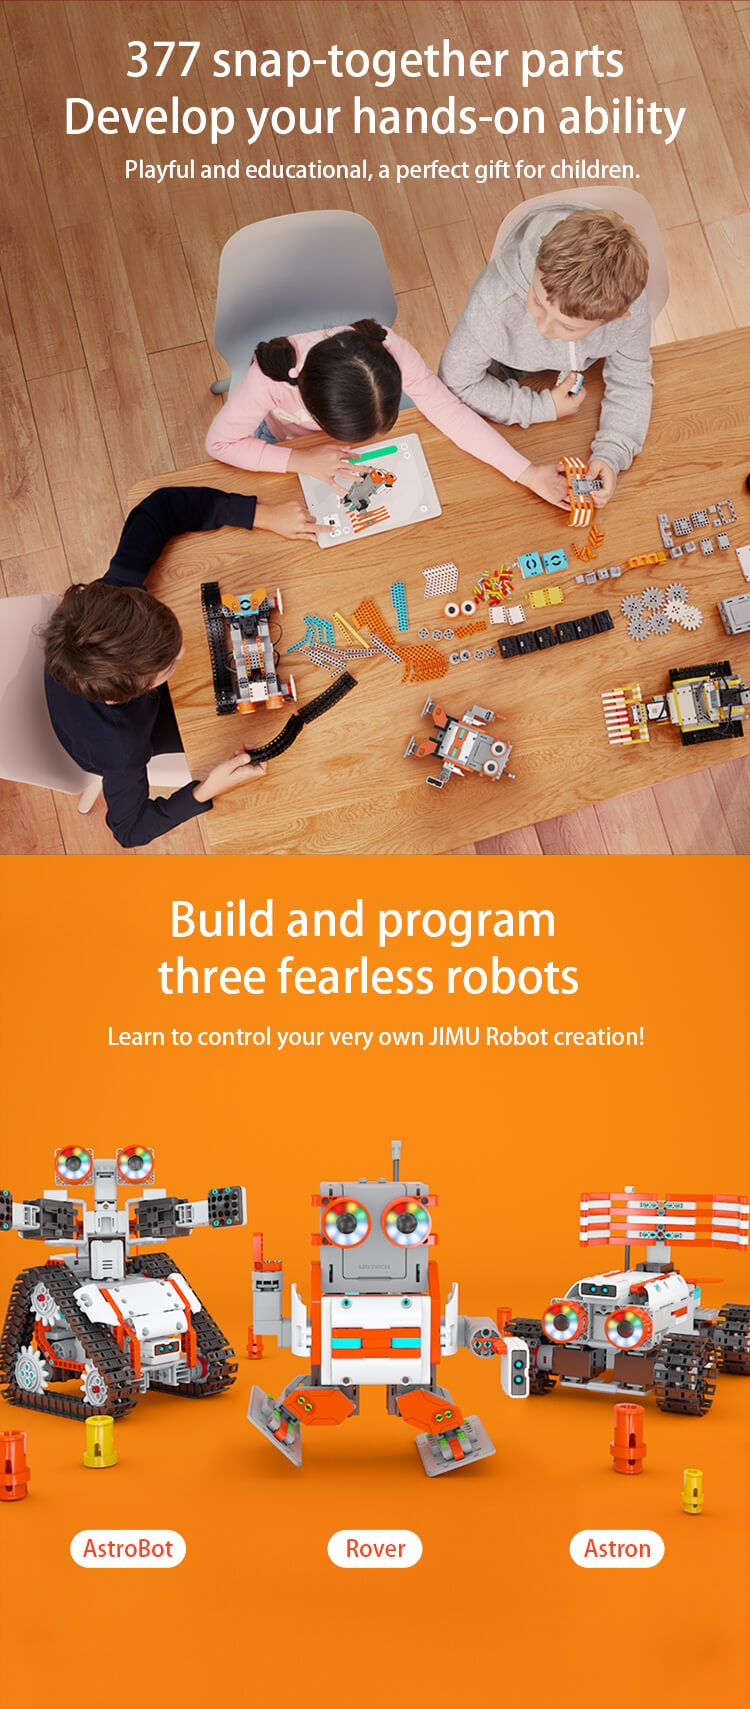 377 snap-together parts
Develop your hands-on ability
Playful and educational, a perfect gift for children.
Build and program
three fearless robots
Learn to control your very own JIMU Robot creation!
UBTECH
AstroBot
Rover
Astron